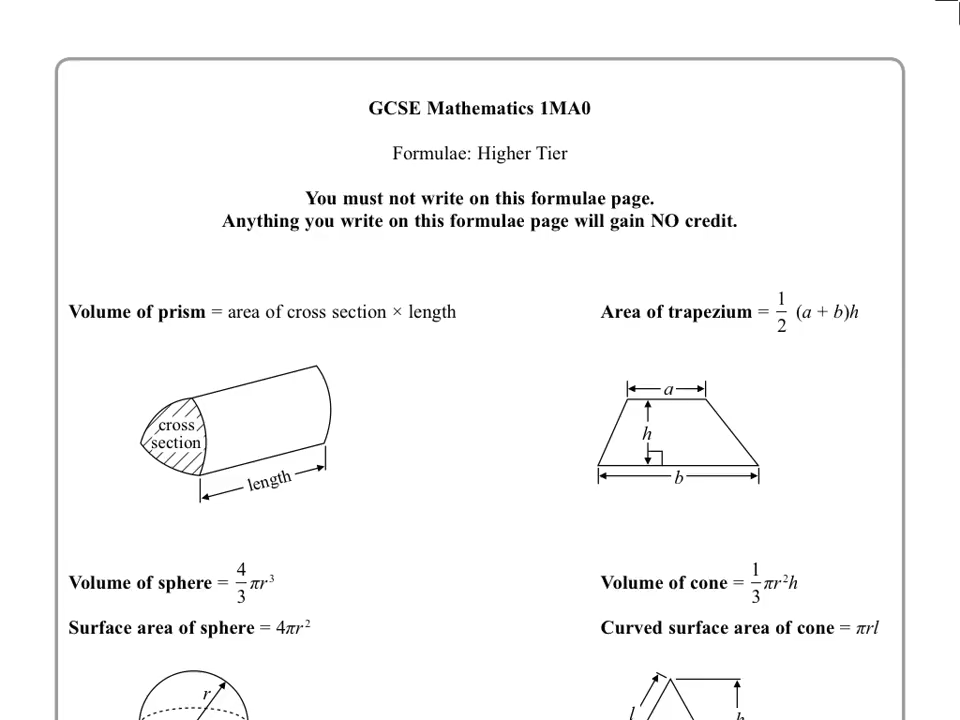 GCSE Mathematics 1MA0
Formulae: Higher Tier
You must not write on this formulae page.
Anything you write on this formulae page will gain NO credit.
Volume of prism = area of cross section × length
Area of trapezium = 1/2 (a + b)h
cross
section
length
a
h
b
Volume of sphere = 4/3 πr³
Surface area of sphere = 4πr²
Volume of cone = 1/3 πr²h
Curved surface area of cone = πrl
r
l
h